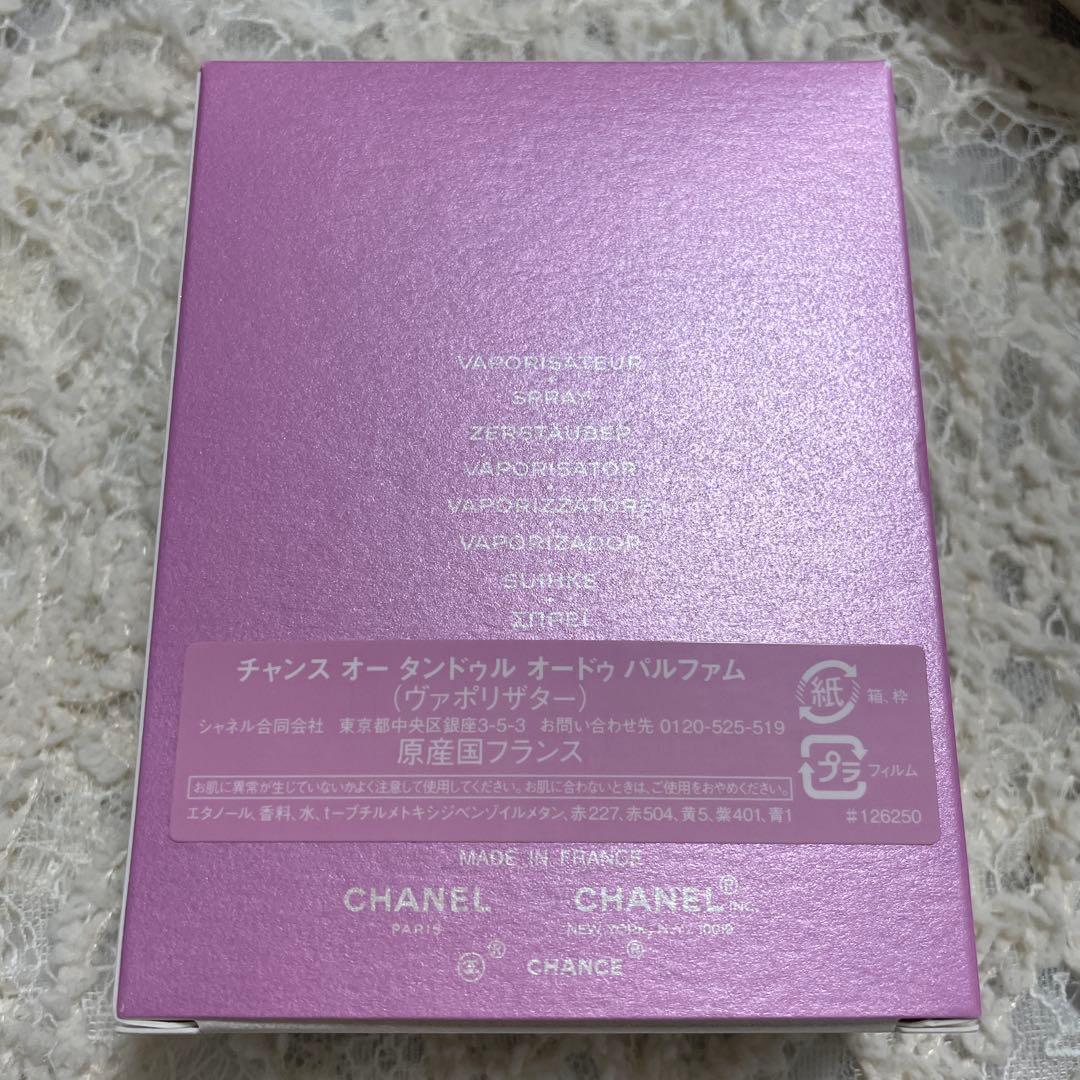 VAPORISATEUR
SPRAY
ZERSTÄUBER
VAPORISATOR
VAPORIZZATORE
VAPORIZADOR
SUIHKE
ΣΠΡΕΪ
チャンス オー タンドゥル オードゥ パルファム
(ヴァポリザター)
シャネル合同会社 東京都中央区銀座3-5-3 お問い合わせ先 0120-525-519
原産国フランス
お肌に異常が生じていないかよく注意して使用してください。お肌に合わないときは、ご使用をおやめください。
エタノール、香料、水、t-ブチルメトキシジベンゾイルメタン、赤227、赤504、黄5、紫401、青1
紙 箱、枠
プラ フィルム
#126250
MADE IN FRANCE
CHANEL CHANEL® INC.
PARIS NEW YORK, N.Y. 10019
® CHANCE®